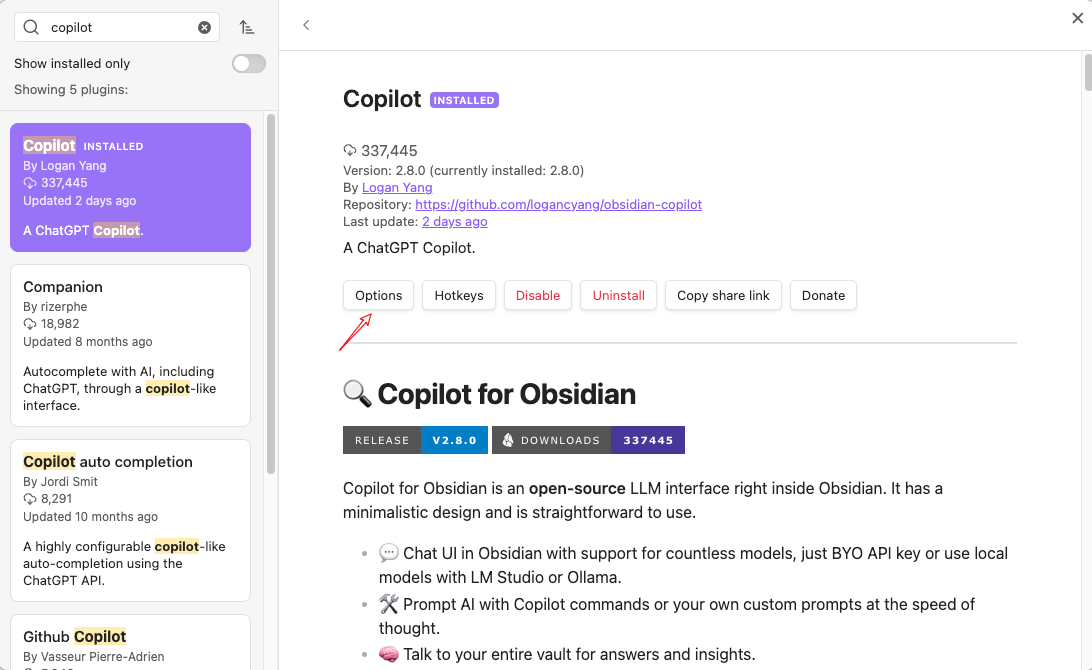 copilot
Show installed only
Showing 5 plugins:
Copilot INSTALLED
By Logan Yang
337,445
Updated 2 days ago
A ChatGPT Copilot.
Companion
By rizerphe
18,982
Updated 8 months ago
Autocomplete with AI, including
ChatGPT, through a copilot-like
interface.
Copilot auto completion
By Jordi Smit
8,291
Updated 10 months ago
A highly configurable copilot-like
auto-completion using the
ChatGPT API.
Github Copilot
By Vasseur Pierre-Adrien
Copilot INSTALLED
337,445
Version: 2.8.0 (currently installed: 2.8.0)
By Logan Yang
Repository: https://github.com/logancyang/obsidian-copilot
Last update: 2 days ago
A ChatGPT Copilot.
Options Hotkeys Disable Uninstall Copy share link Donate
Copilot for Obsidian
RELEASE V2.8.0 DOWNLOADS 337445
Copilot for Obsidian is an open-source LLM interface right inside Obsidian. It has a
minimalistic design and is straightforward to use.
Chat UI in Obsidian with support for countless models, just BYO API key or use local
models with LM Studio or Ollama.
Prompt AI with Copilot commands or your own custom prompts at the speed of
thought.
Talk to your entire vault for answers and insights.